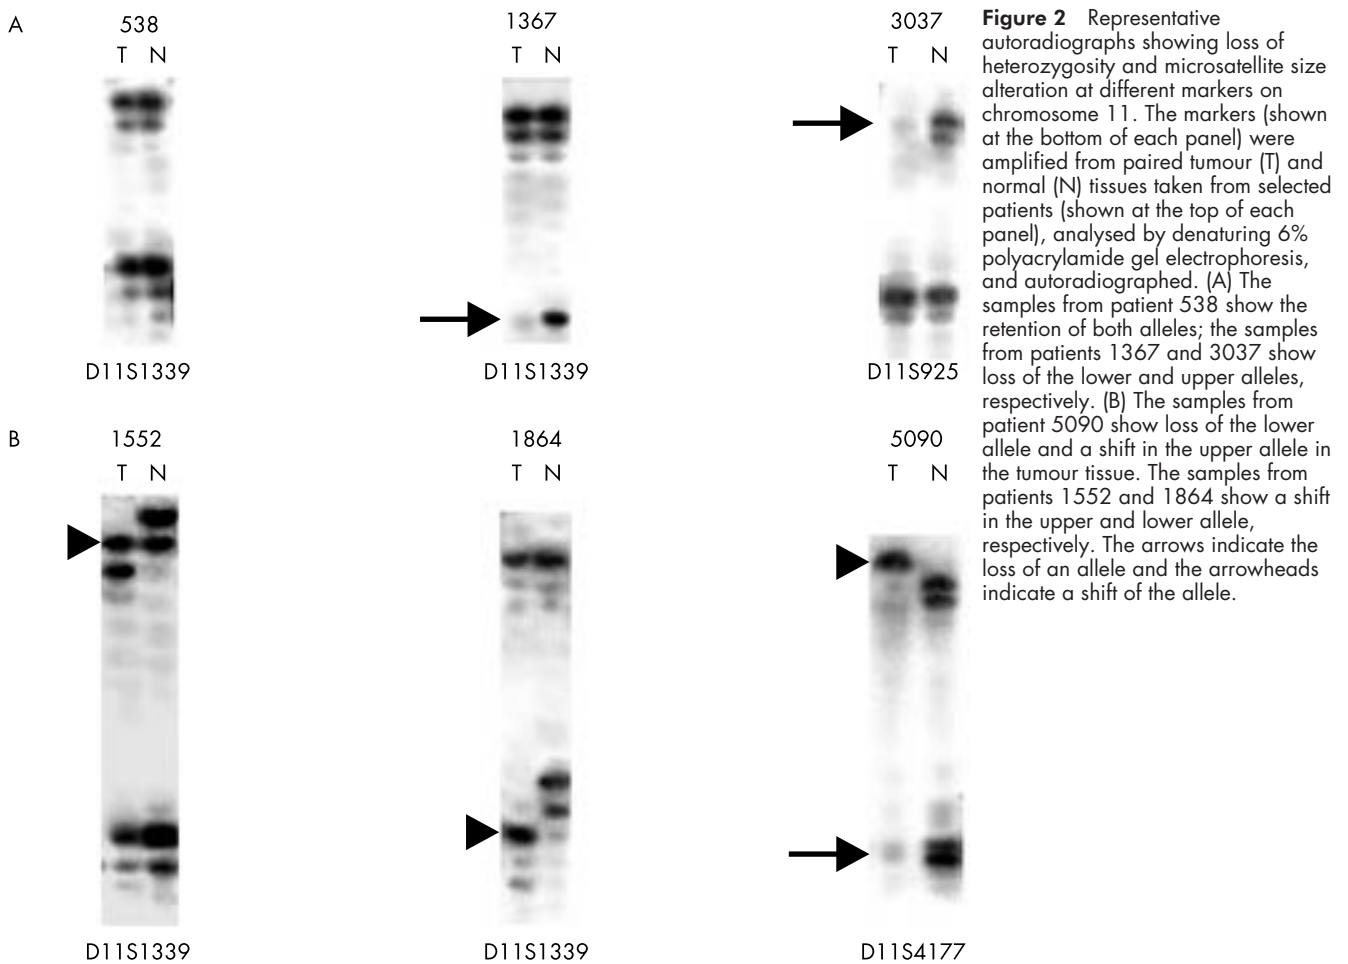 A
538
T N
D11S1339
1367
T N
D11S1339
3037
T N
D11S925
B
1552
T N
D11S1339
1864
T N
D11S1339
5090
T N
D11S4177
Figure 2 Representative
autoradiographs showing loss of
heterozygosity and microsatellite size
alteration at different markers on
chromosome 11. The markers (shown
at the bottom of each panel) were
amplified from paired tumour (T) and
normal (N) tissues taken from selected
patients (shown at the top of each
panel), analysed by denaturing 6%
polyacrylamide gel electrophoresis,
and autoradiographed. (A) The
samples from patient 538 show the
retention of both alleles; the samples
from patients 1367 and 3037 show
loss of the lower and upper alleles,
respectively. (B) The samples from
patient 5090 show loss of the lower
allele and a shift in the upper allele in
the tumour tissue. The samples from
patients 1552 and 1864 show a shift
in the upper and lower allele,
respectively. The arrows indicate the
loss of an allele and the arrowheads
indicate a shift of the allele.